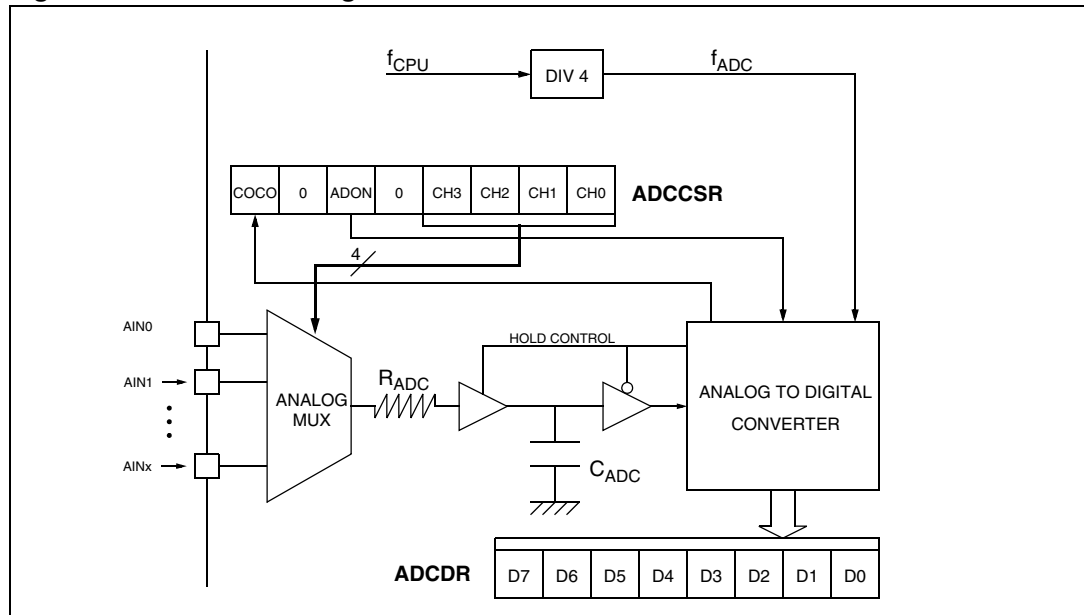 fCPU
DIV 4
fADC
COCO 0 ADON 0 CH3 CH2 CH1 CH0
ADCCSR
4
AIN0
AIN1
AINx
ANALOG
MUX
RADC
HOLD CONTROL
CADC
ANALOG TO DIGITAL
CONVERTER
ADCDR
D7 D6 D5 D4 D3 D2 D1 D0